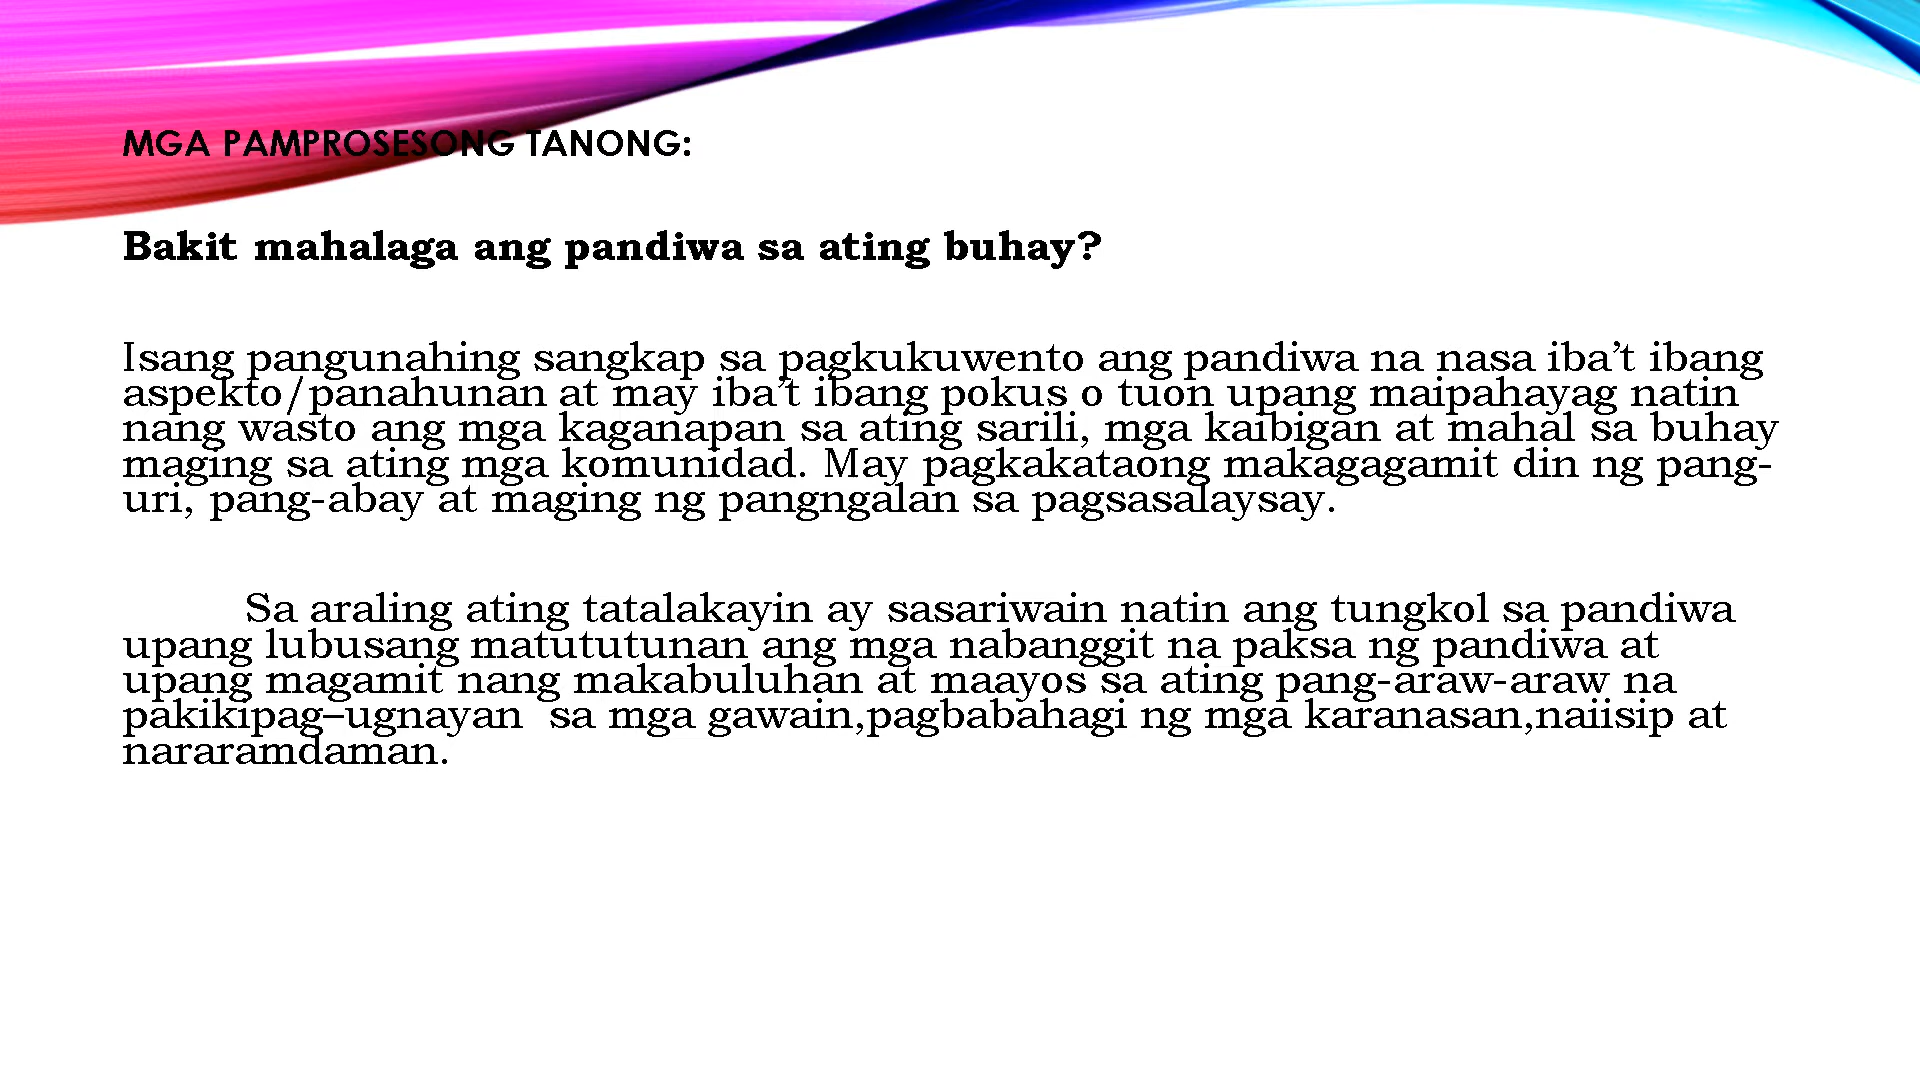 MGA PAMPROSESONG TANONG:
Bakit mahalaga ang pandiwa sa ating buhay?
Isang pangunahing sangkap sa pagkukuwento ang pandiwa na nasa iba’t ibang
aspekto/panahunan at may iba’t ibang pokus o tuon upang maipahayag natin
nang wasto ang mga kaganapan sa ating sarili, mga kaibigan at mahal sa buhay
maging sa ating mga komunidad. May pagkakataong makagagamit din ng pang-
uri, pang-abay at maging ng pangngalan sa pagsasalaysay.
Sa araling ating tatalakayin ay sasariwain natin ang tungkol sa pandiwa
upang lubusang matututunan ang mga nabanggit na paksa ng pandiwa at
upang magamit nang makabuluhan at maayos sa ating pang-araw-araw na
pakikipag–ugnayan  sa mga gawain,pagbabahagi ng mga karanasan,naiisip at
nararamdaman.